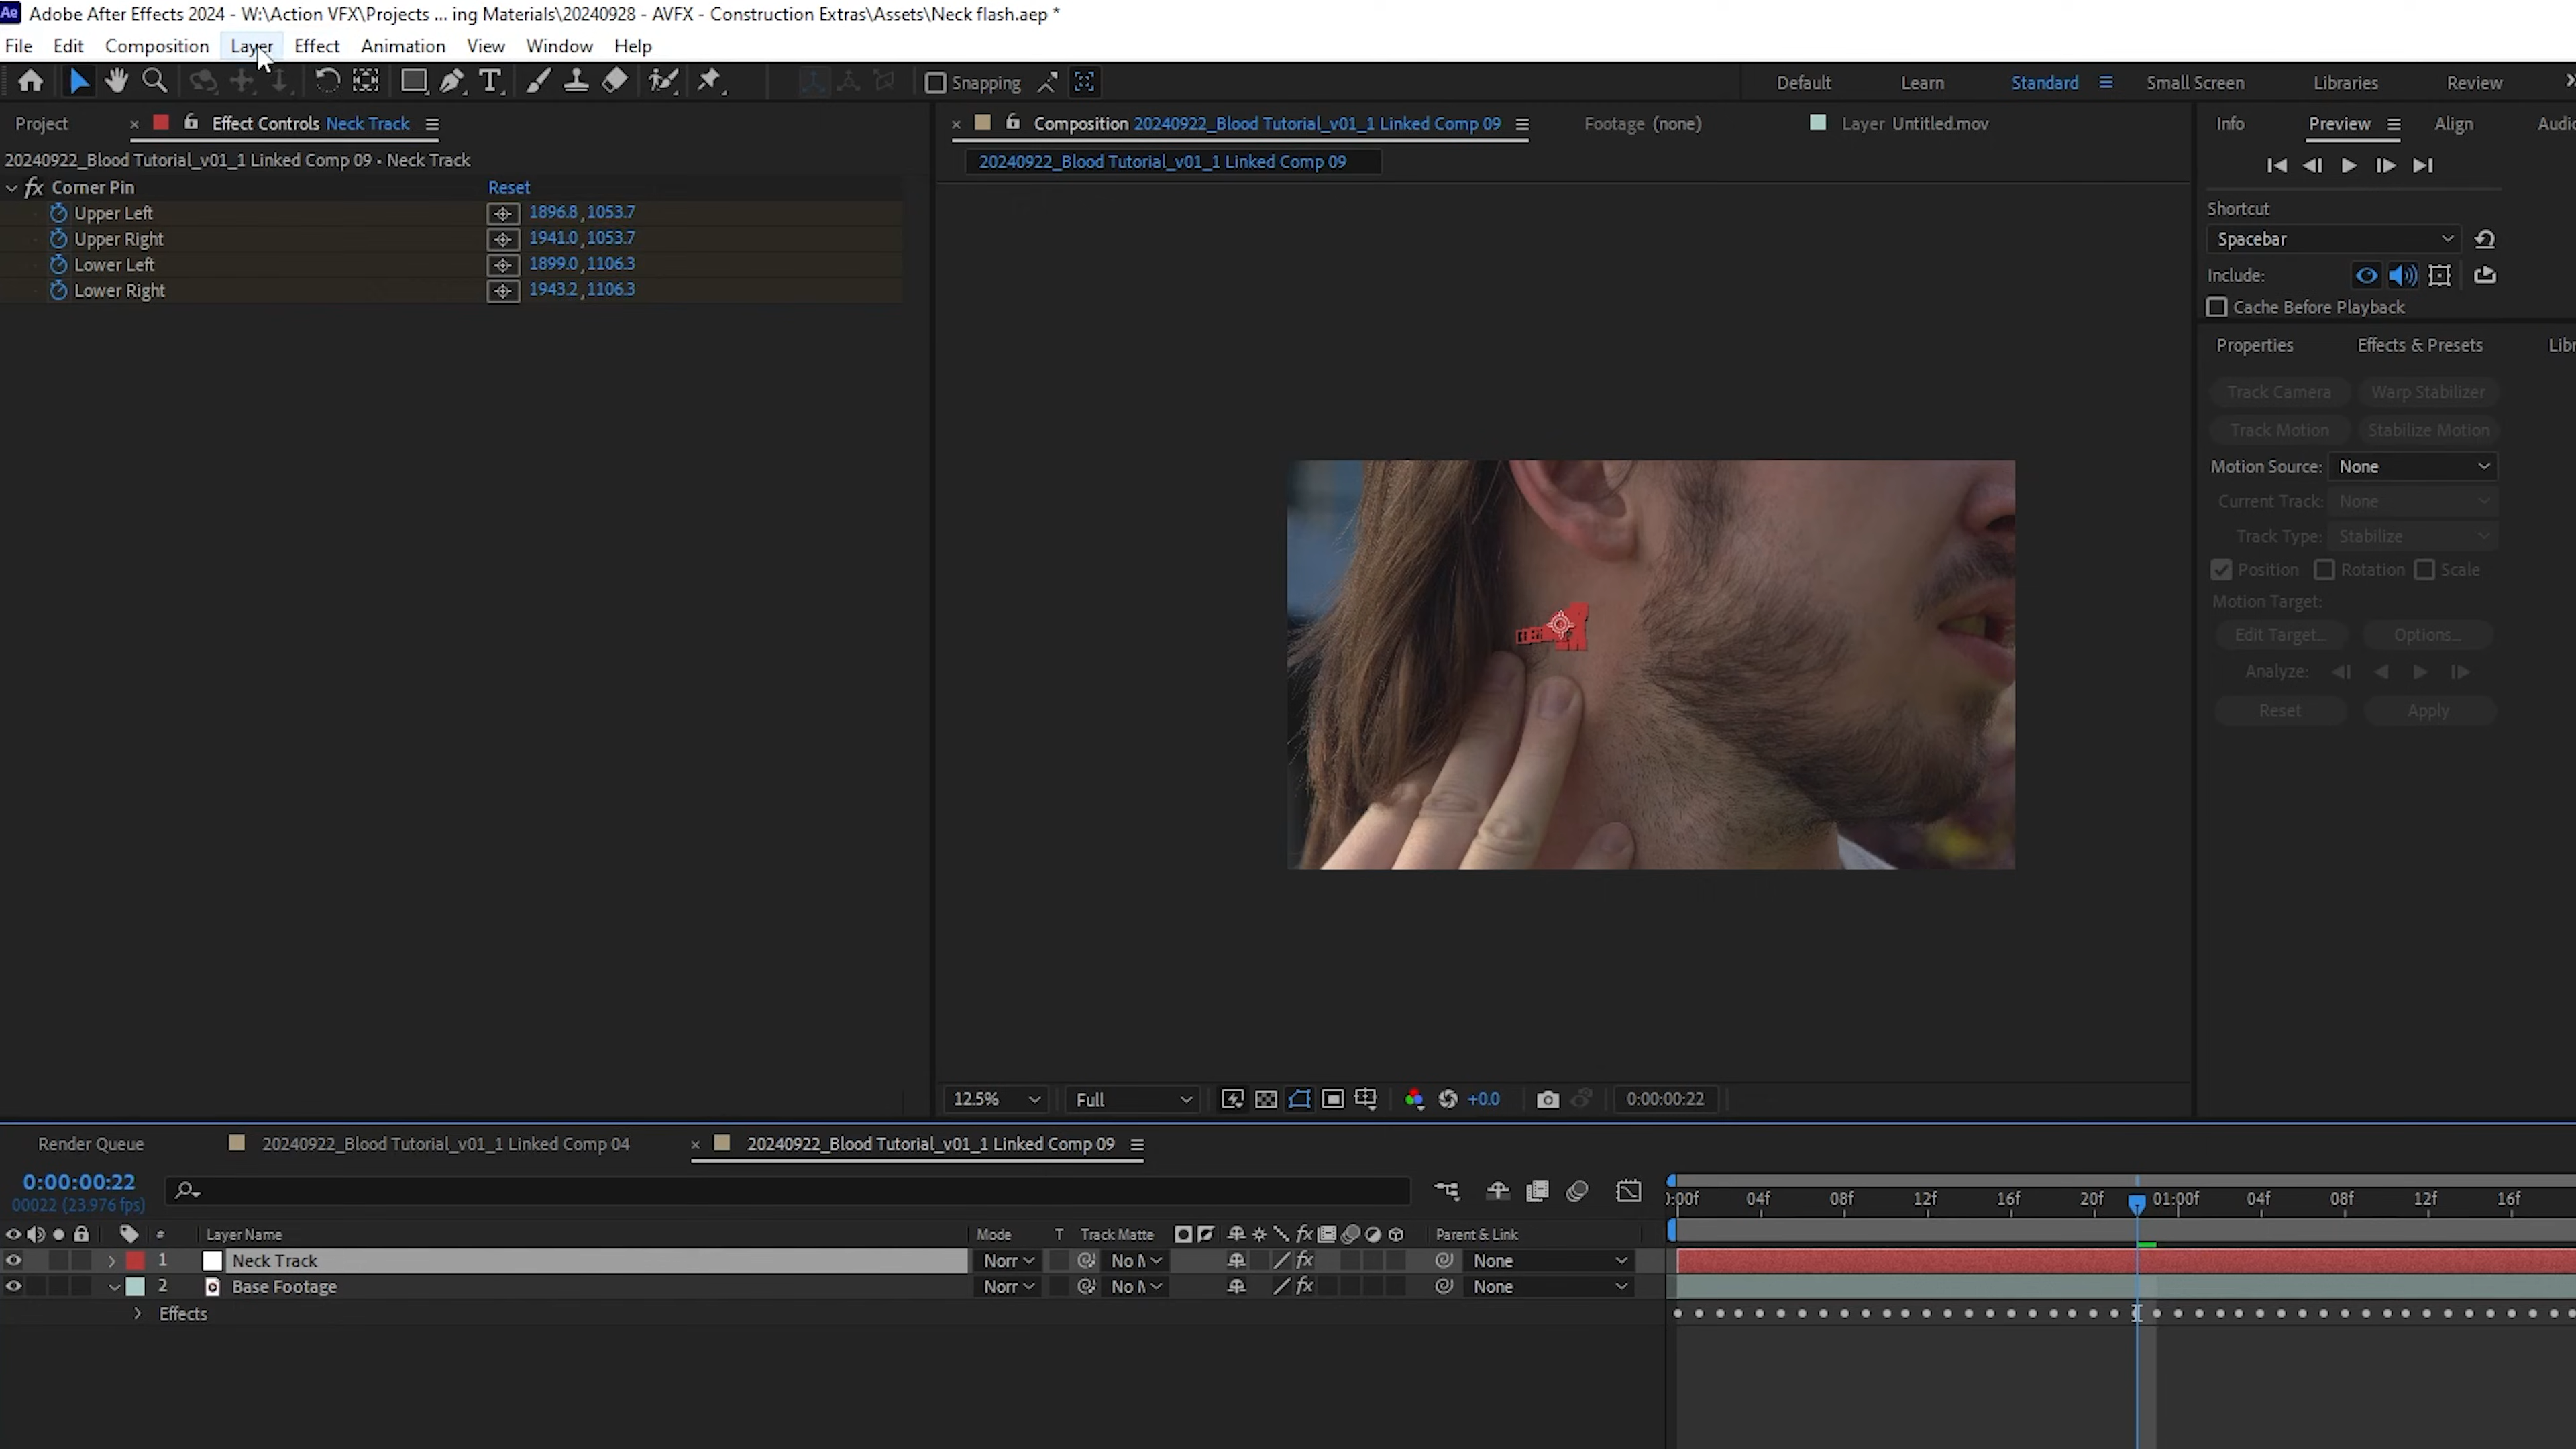 Ae Adobe After Effects 2024 - W:\Action VFX\Projects ... ing Materials\20240928 - AVFX - Construction Extras\Assets\Neck flash.aep *
File Edit Composition Layer Effect Animation View Window Help
Snapping Default Learn Standard Small Screen Libraries Review
Project Effect Controls Neck Track
Composition 20240922_Blood Tutorial_v01_1 Linked Comp 09 Footage (none) Layer Untitled.mov
Info Preview Align Audio
20240922_Blood Tutorial_v01_1 Linked Comp 09 • Neck Track
20240922_Blood Tutorial_v01_1 Linked Comp 09
fx Corner Pin Reset
Upper Left 1896.8, 1053.7
Upper Right 1941.0, 1053.7
Lower Left 1899.0, 1106.3
Lower Right 1943.2, 1106.3
Shortcut
Spacebar
Include:
Cache Before Playback
Properties Effects & Presets Libr
Track Camera Warp Stabilizer
Track Motion Stabilize Motion
Motion Source: None
Current Track: None
Track Type: Stabilize
Position Rotation Scale
Motion Target:
Edit Target... Options...
Analyze:
Reset Apply
12.5% Full +0.0 0:00:00:22
Render Queue 20240922_Blood Tutorial_v01_1 Linked Comp 04 20240922_Blood Tutorial_v01_1 Linked Comp 09
0:00:00:22
00022 (23.976 fps)
):00f 04f 08f 12f 16f 20f 01:00f 04f 08f 12f 16f
# Layer Name Mode T Track Matte fx Parent & Link
1 Neck Track Norr No M fx None
2 Base Footage Norr No M fx None
Effects